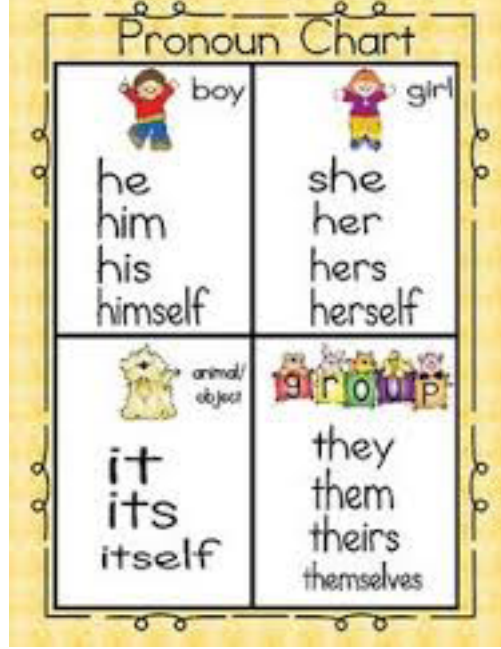 Pronoun Chart
boy
he
him
his
himself
girl
she
her
hers
herself
animal/
object
it
its
itself
group
they
them
theirs
themselves